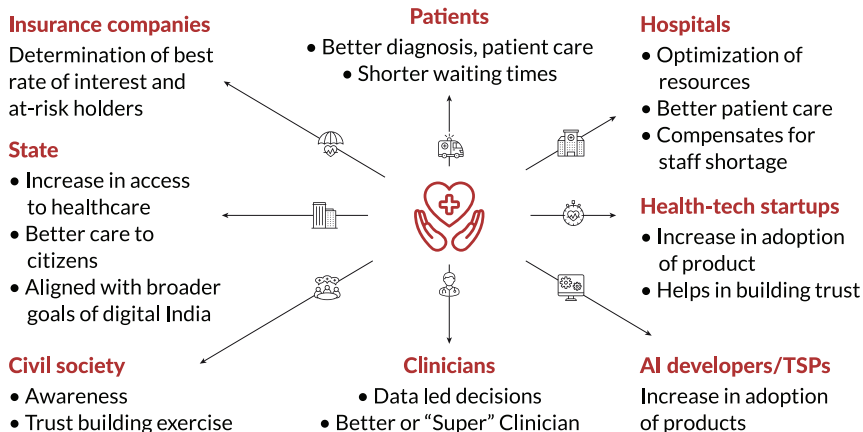 Insurance companies
Determination of best
rate of interest and
at-risk holders
Patients
• Better diagnosis, patient care
• Shorter waiting times
Hospitals
• Optimization of
resources
• Better patient care
• Compensates for
staff shortage
State
• Increase in access
to healthcare
• Better care to
citizens
• Aligned with broader
goals of digital India
Health-tech startups
• Increase in adoption
of product
• Helps in building trust
Civil society
• Awareness
• Trust building exercise
Clinicians
• Data led decisions
• Better or “Super” Clinician
AI developers/TSPs
Increase in adoption
of products